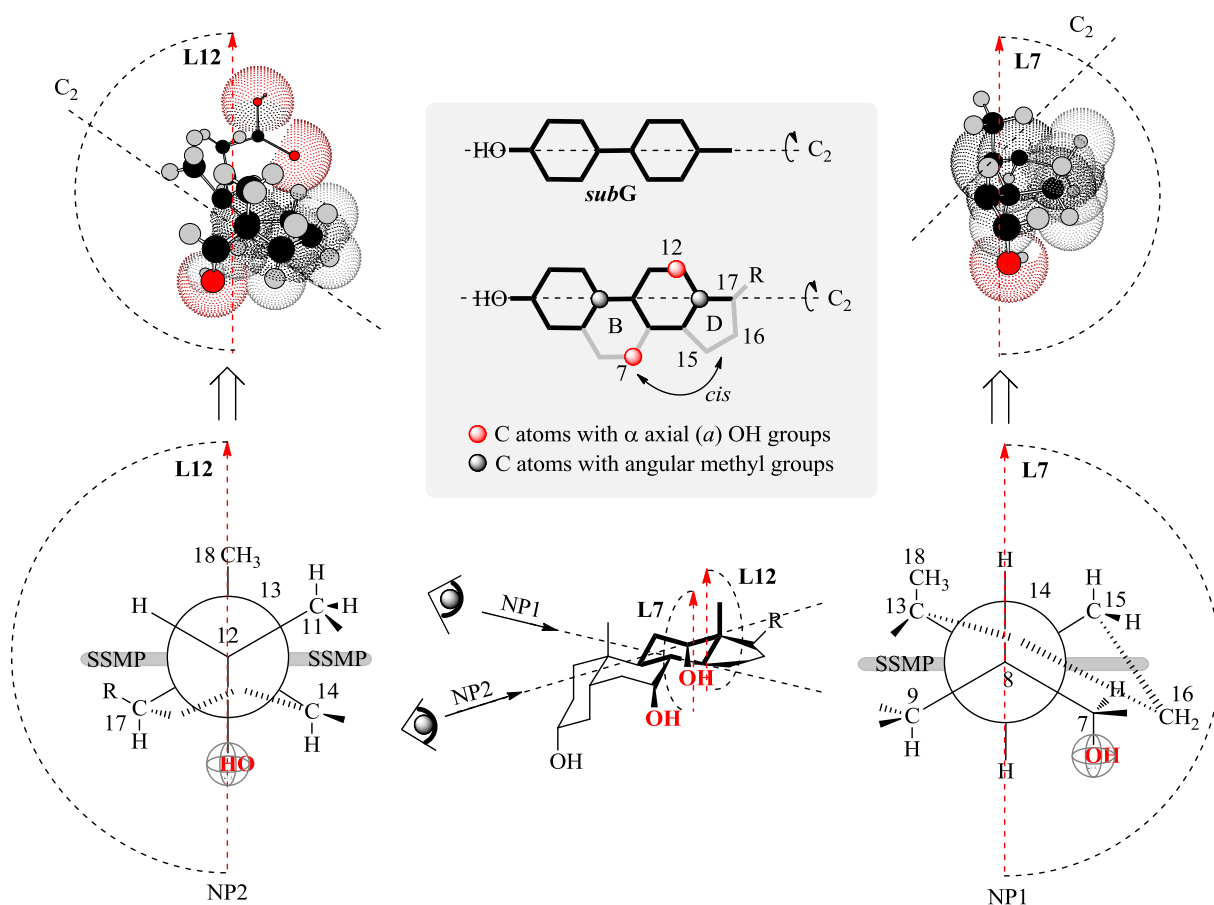 L12
C₂
HO
subG
C₂
12
17
R
HO
C₂
B
D
16
15
7
cis
C atoms with α axial (a) OH groups
C atoms with angular methyl groups
C₂
L7
L12
18 CH₃
13
H
H
H
11
12
SSMP
SSMP
R
14
17
H
H
HO
NP2
NP1
NP2
L7
L12
R
OH
OH
OH
L7
H
18
CH₃
13
14
H
H
15
SSMP
8
9
H
H
7
16
CH₂
OH
H
NP1